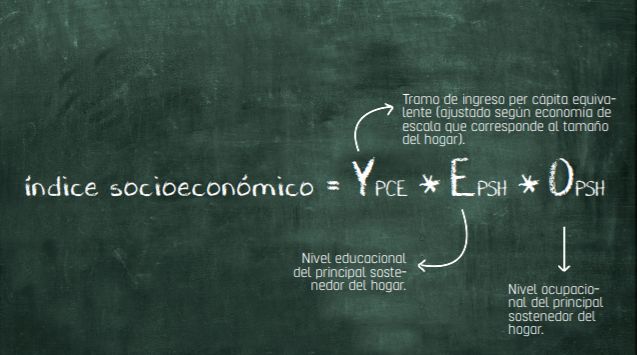 Tramo de ingreso per cápita equiva-
lente (ajustado según economía de
escala que corresponde al tamaño
del hogar).
índice socioeconómico = YPCE * EPSH * OPSH
Nivel educacional
del principal soste-
nedor del hogar.
Nivel ocupacio-
nal del principal
sostenedor del
hogar.